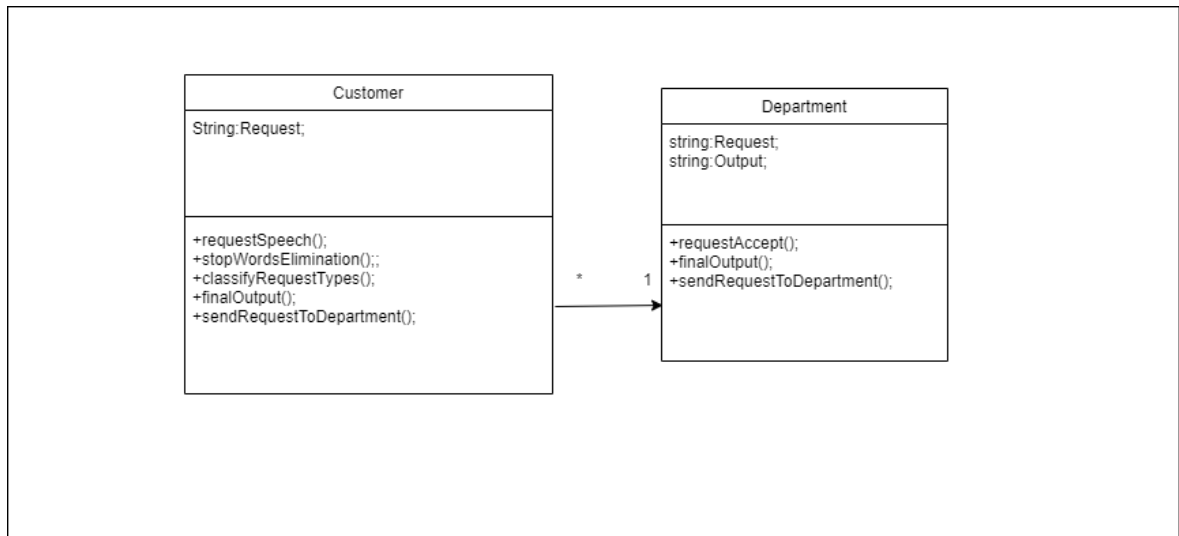 Customer
String:Request;
+requestSpeech();
+stopWordsElimination();;
+classifyRequestTypes();
+finalOutput();
+sendRequestToDepartment();
* 1
Department
string:Request;
string:Output;
+requestAccept();
+finalOutput();
+sendRequestToDepartment();